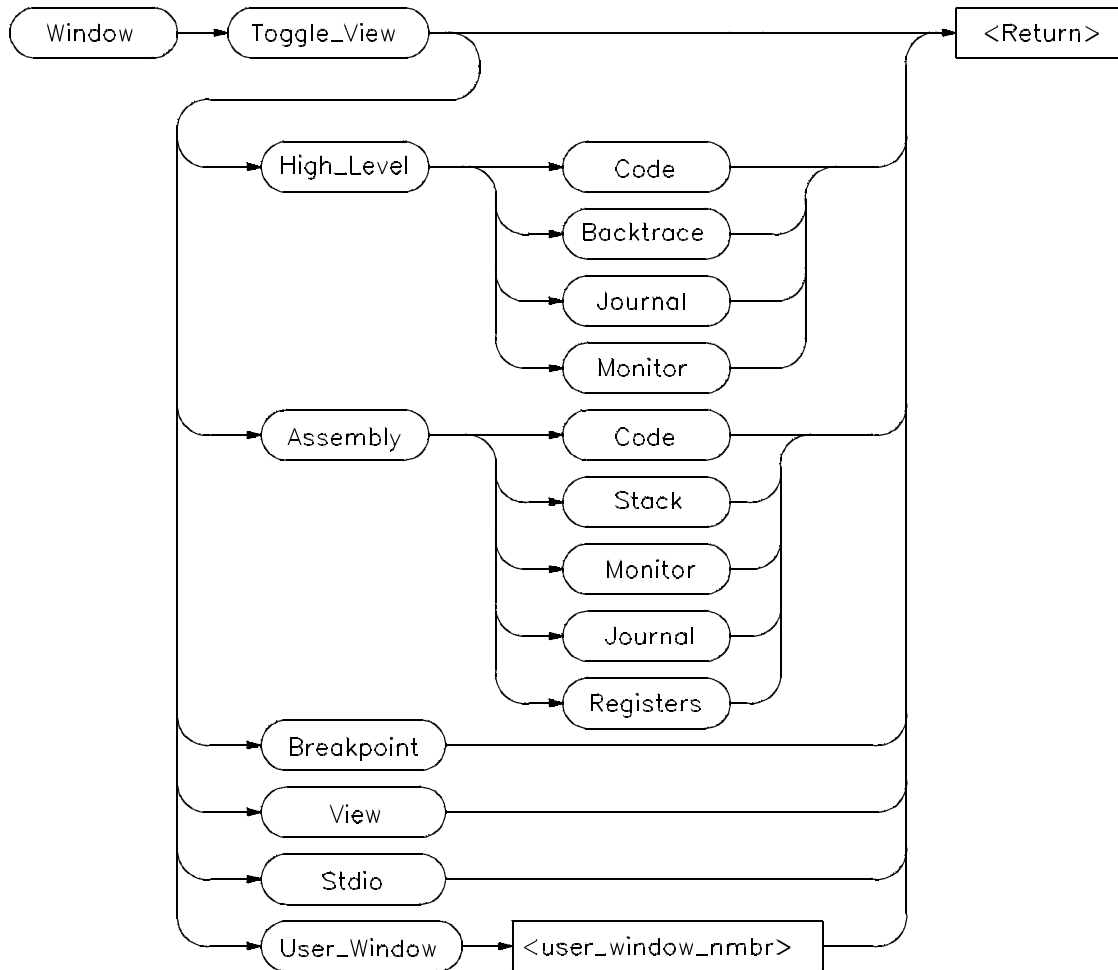 Window
Toggle_View
<Return>
High_Level
Code
Backtrace
Journal
Monitor
Assembly
Code
Stack
Monitor
Journal
Registers
Breakpoint
View
Stdio
User_Window
<user_window_nmbr>